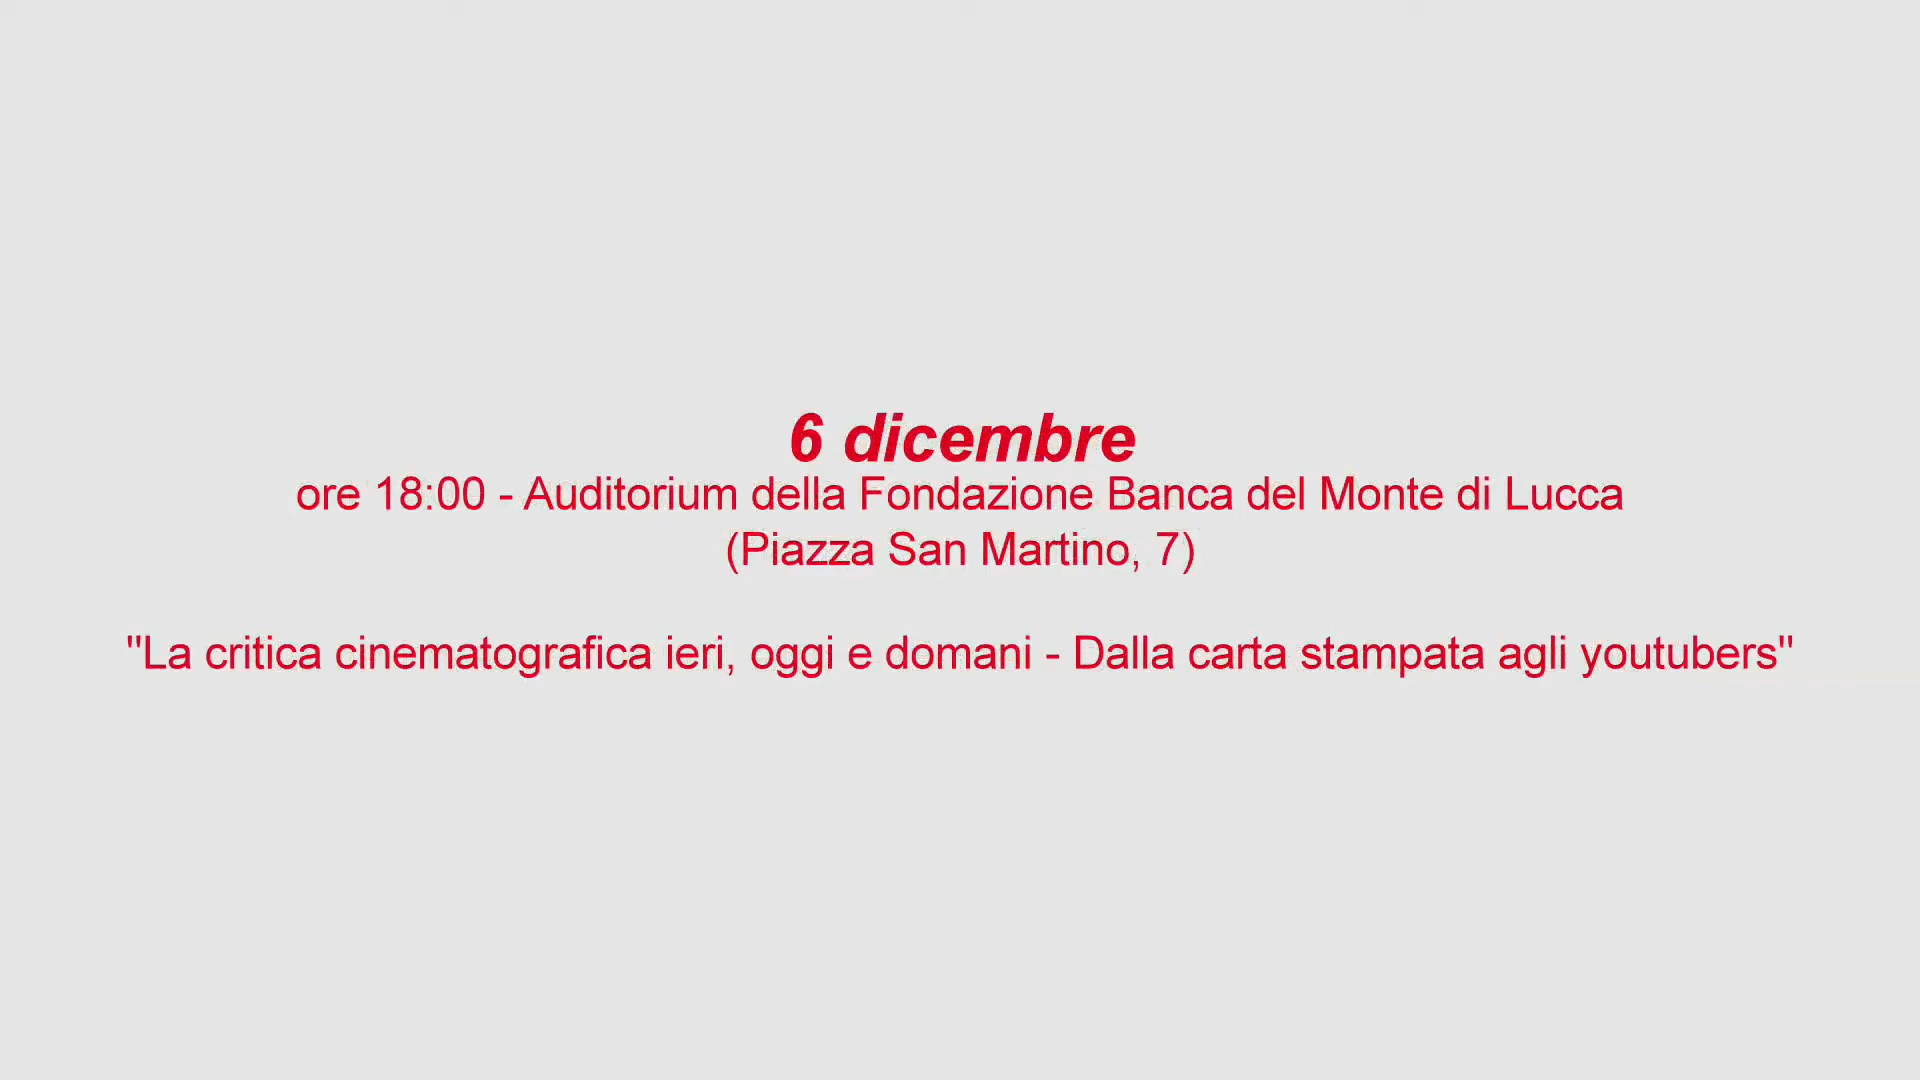 6 dicembre
ore 18:00 - Auditorium della Fondazione Banca del Monte di Lucca
(Piazza San Martino, 7)
"La critica cinematografica ieri, oggi e domani - Dalla carta stampata agli youtubers"